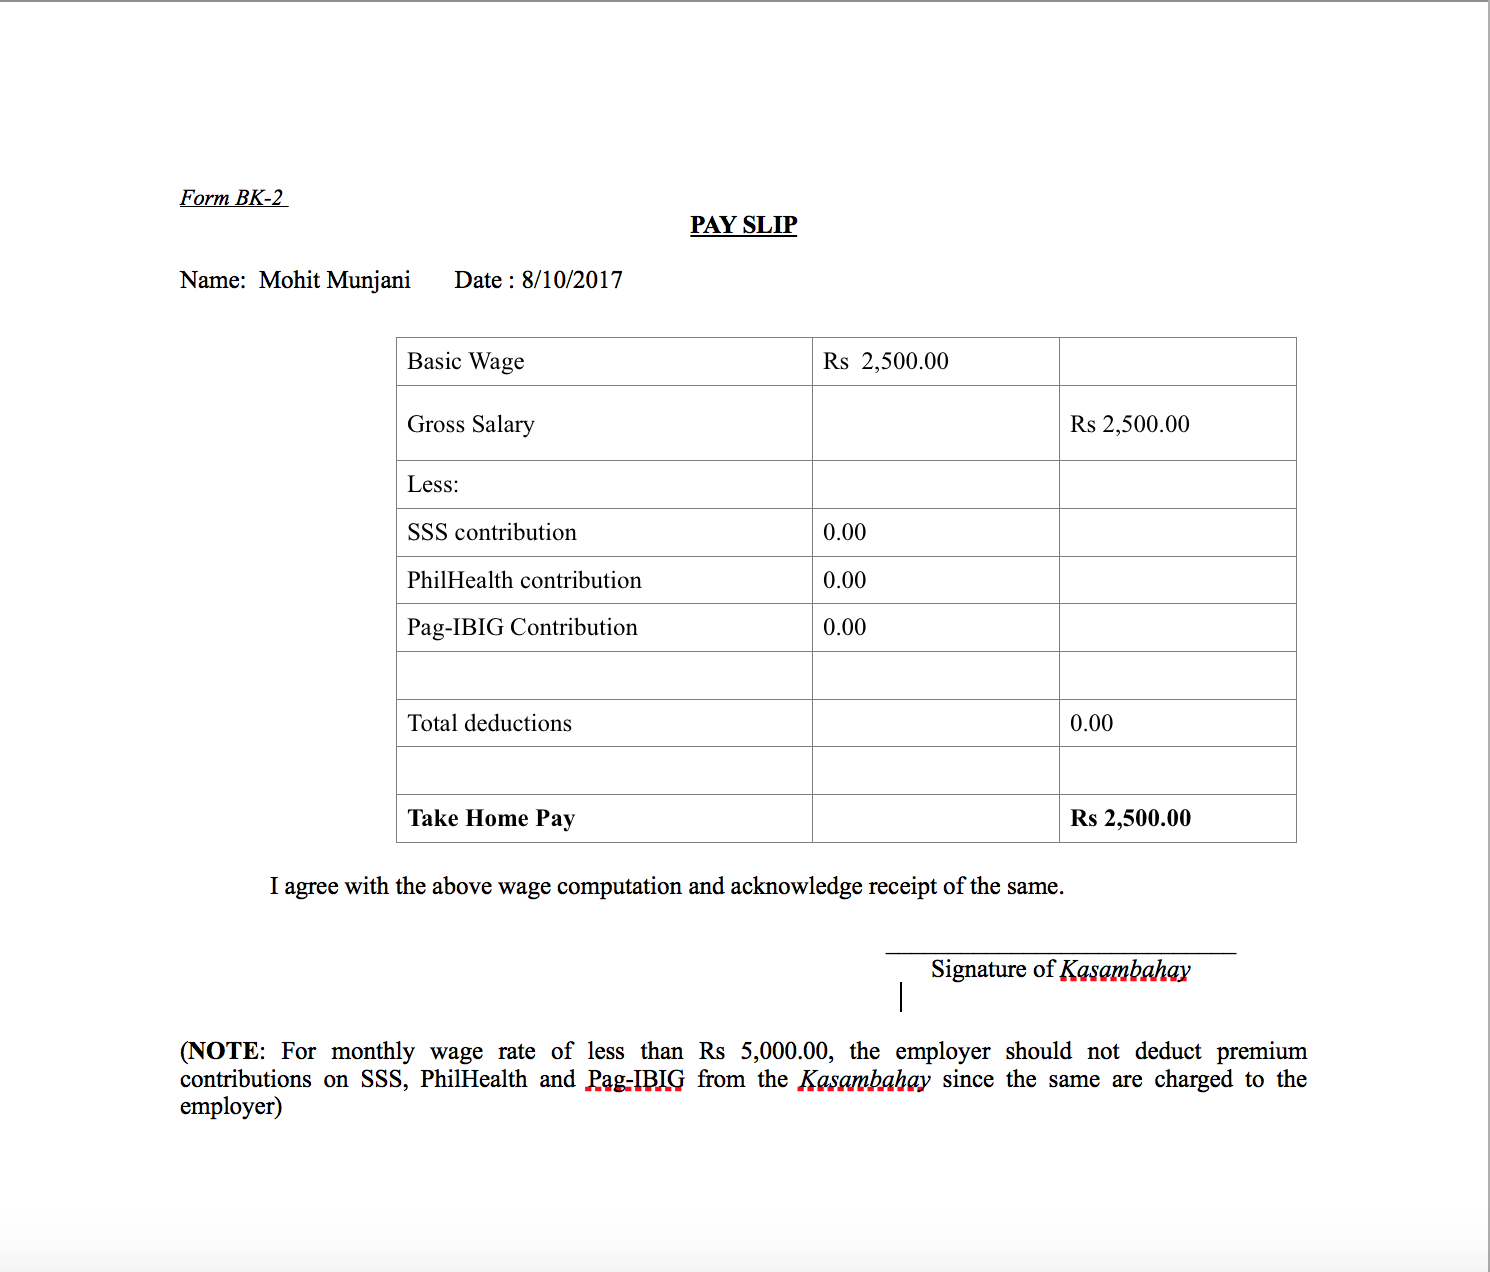 Form BK-2
PAY SLIP
Name:  Mohit Munjani Date : 8/10/2017
Basic Wage Rs  2,500.00
Gross Salary Rs 2,500.00
Less:
SSS contribution 0.00
PhilHealth contribution 0.00
Pag-IBIG Contribution 0.00
Total deductions 0.00
Take Home Pay Rs 2,500.00
I agree with the above wage computation and acknowledge receipt of the same.
Signature of Kasambahay
(NOTE: For monthly wage rate of less than Rs 5,000.00, the employer should not deduct premium
contributions on SSS, PhilHealth and Pag-IBIG from the Kasambahay since the same are charged to the
employer)